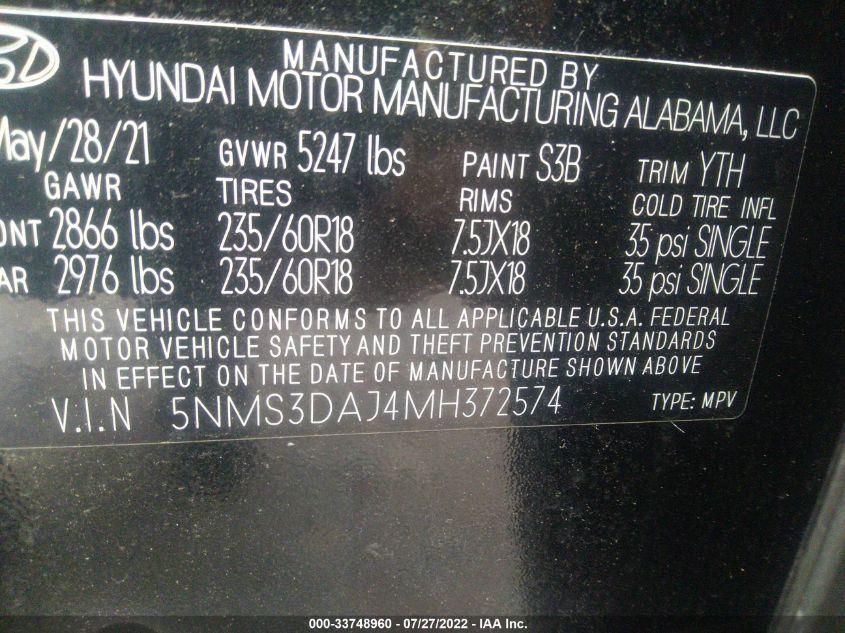 MANUFACTURED BY
HYUNDAI MOTOR MANUFACTURING ALABAMA, LLC
May/28/21 GVWR 5247 lbs PAINT S3B TRIM YTH
GAWR TIRES RIMS COLD TIRE INFL
ONT 2866 lbs 235/60R18 7.5JX18 35 psi SINGLE
AR 2976 lbs 235/60R18 7.5JX18 35 psi SINGLE
THIS VEHICLE CONFORMS TO ALL APPLICABLE U.S.A. FEDERAL
MOTOR VEHICLE SAFETY AND THEFT PREVENTION STANDARDS
IN EFFECT ON THE DATE OF MANUFACTURE SHOWN ABOVE
V.I.N 5NMS3DAJ4MH372574 TYPE: MPV
000-33748960 - 07/27/2022 - IAA Inc.